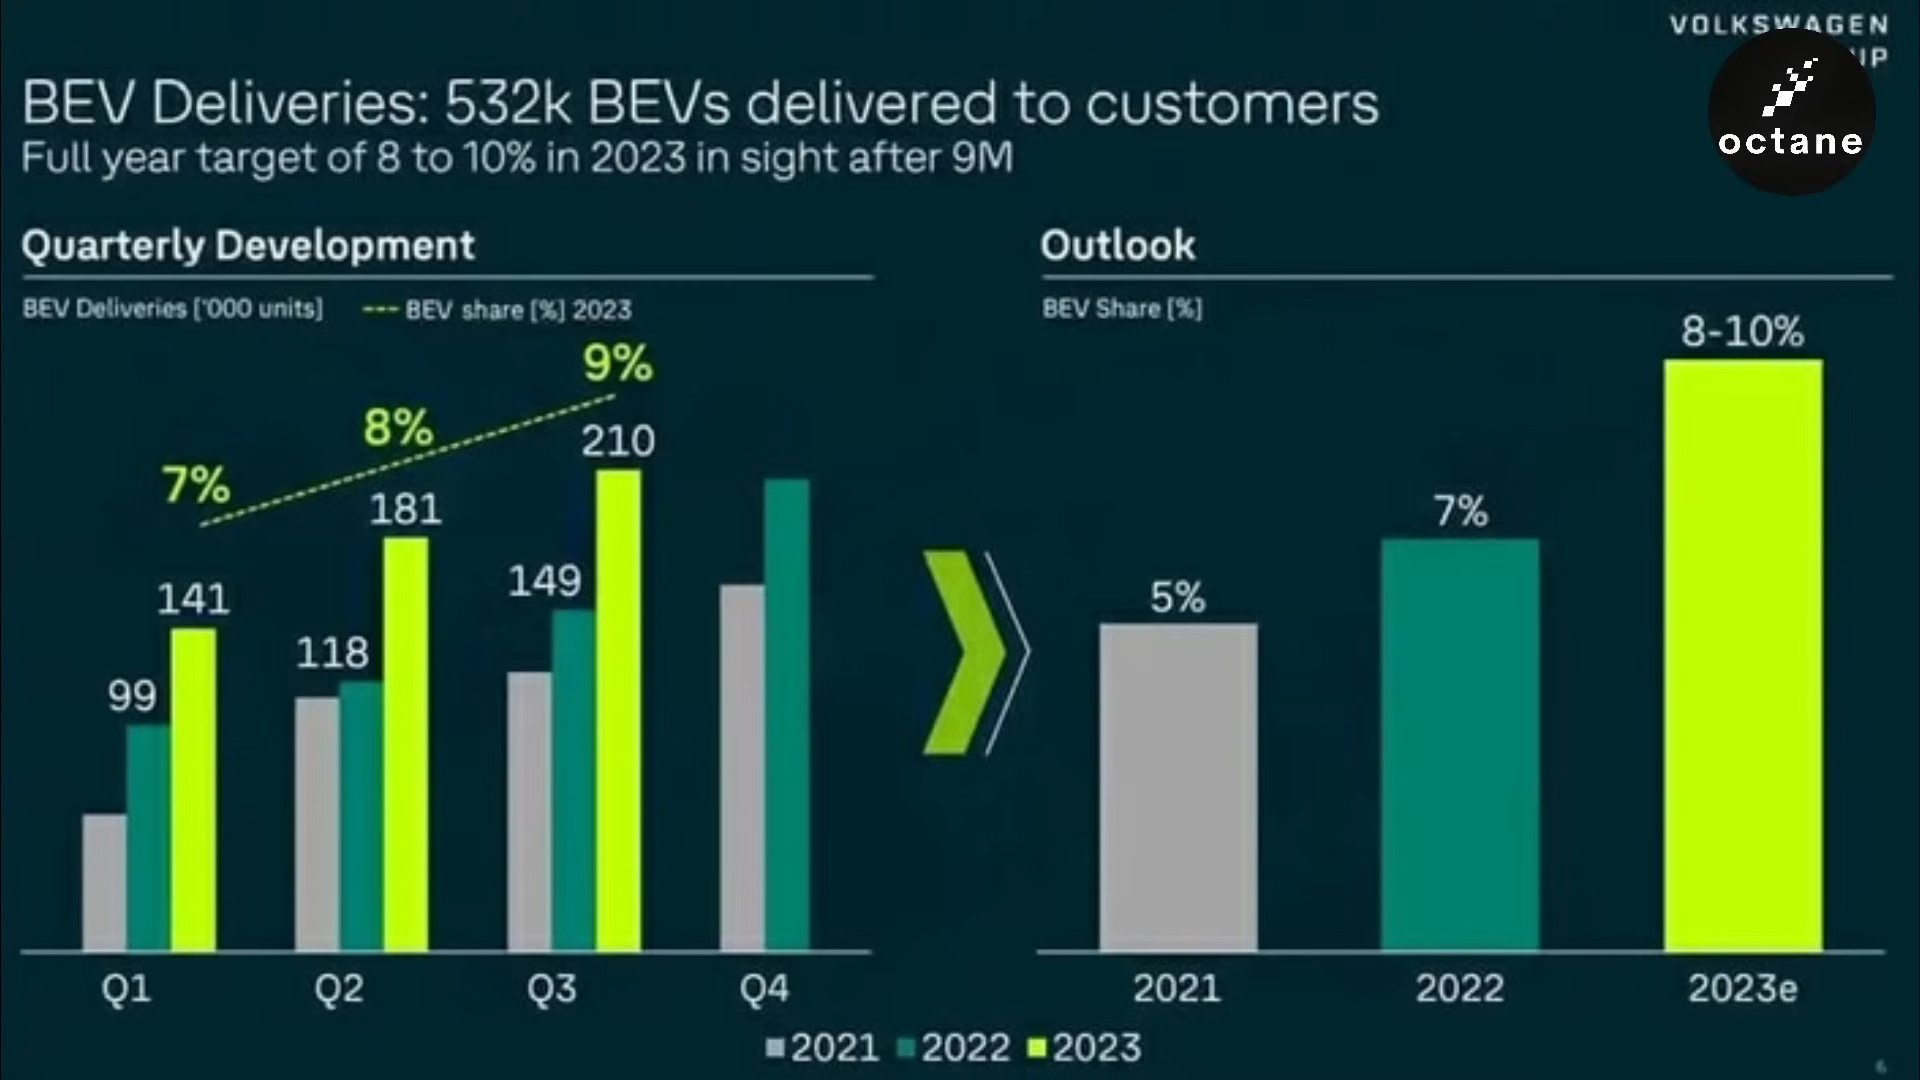 VOLKSWAGEN
octane
BEV Deliveries: 532k BEVs delivered to customers
Full year target of 8 to 10% in 2023 in sight after 9M
Quarterly Development
BEV Deliveries ['000 units]
BEV share [%] 2023
7%
8%
9%
99
141
118
181
149
210
Q1
Q2
Q3
Q4
Outlook
BEV Share [%]
5%
7%
8-10%
2021
2022
2023e
2021
2022
2023
6